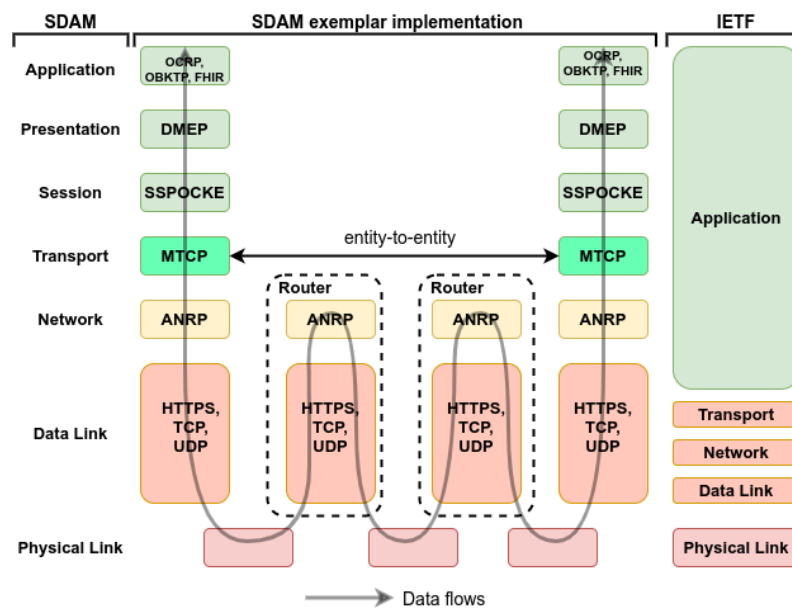 SDAM
SDAM exemplar implementation
IETF
Application
OCRP,
OBKTP, FHIR
OCRP,
OBKTP, FHIR
Presentation
DMEP
DMEP
Session
SSPOCKE
SSPOCKE
Application
Transport
MTCP
entity-to-entity
MTCP
Router
Router
Network
ANRP
ANRP
ANRP
ANRP
Data Link
HTTPS,
TCP,
UDP
HTTPS,
TCP,
UDP
HTTPS,
TCP,
UDP
HTTPS,
TCP,
UDP
Transport
Network
Data Link
Physical Link
Physical Link
Data flows